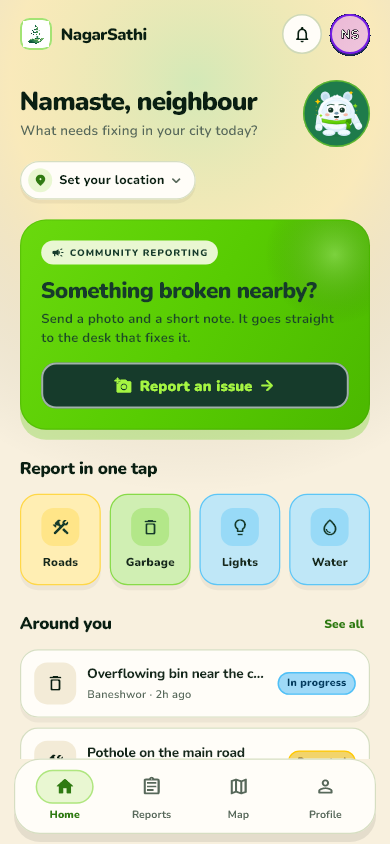 NagarSathi
NS
Namaste, neighbour
What needs fixing in your city today?
Set your location
COMMUNITY REPORTING
Something broken nearby?
Send a photo and a short note. It goes straight
to the desk that fixes it.
Report an issue →
Report in one tap
Roads
Garbage
Lights
Water
Around you
See all
Overflowing bin near the c...
Baneshwor · 2h ago
In progress
Pothole on the main road
Home
Reports
Map
Profile